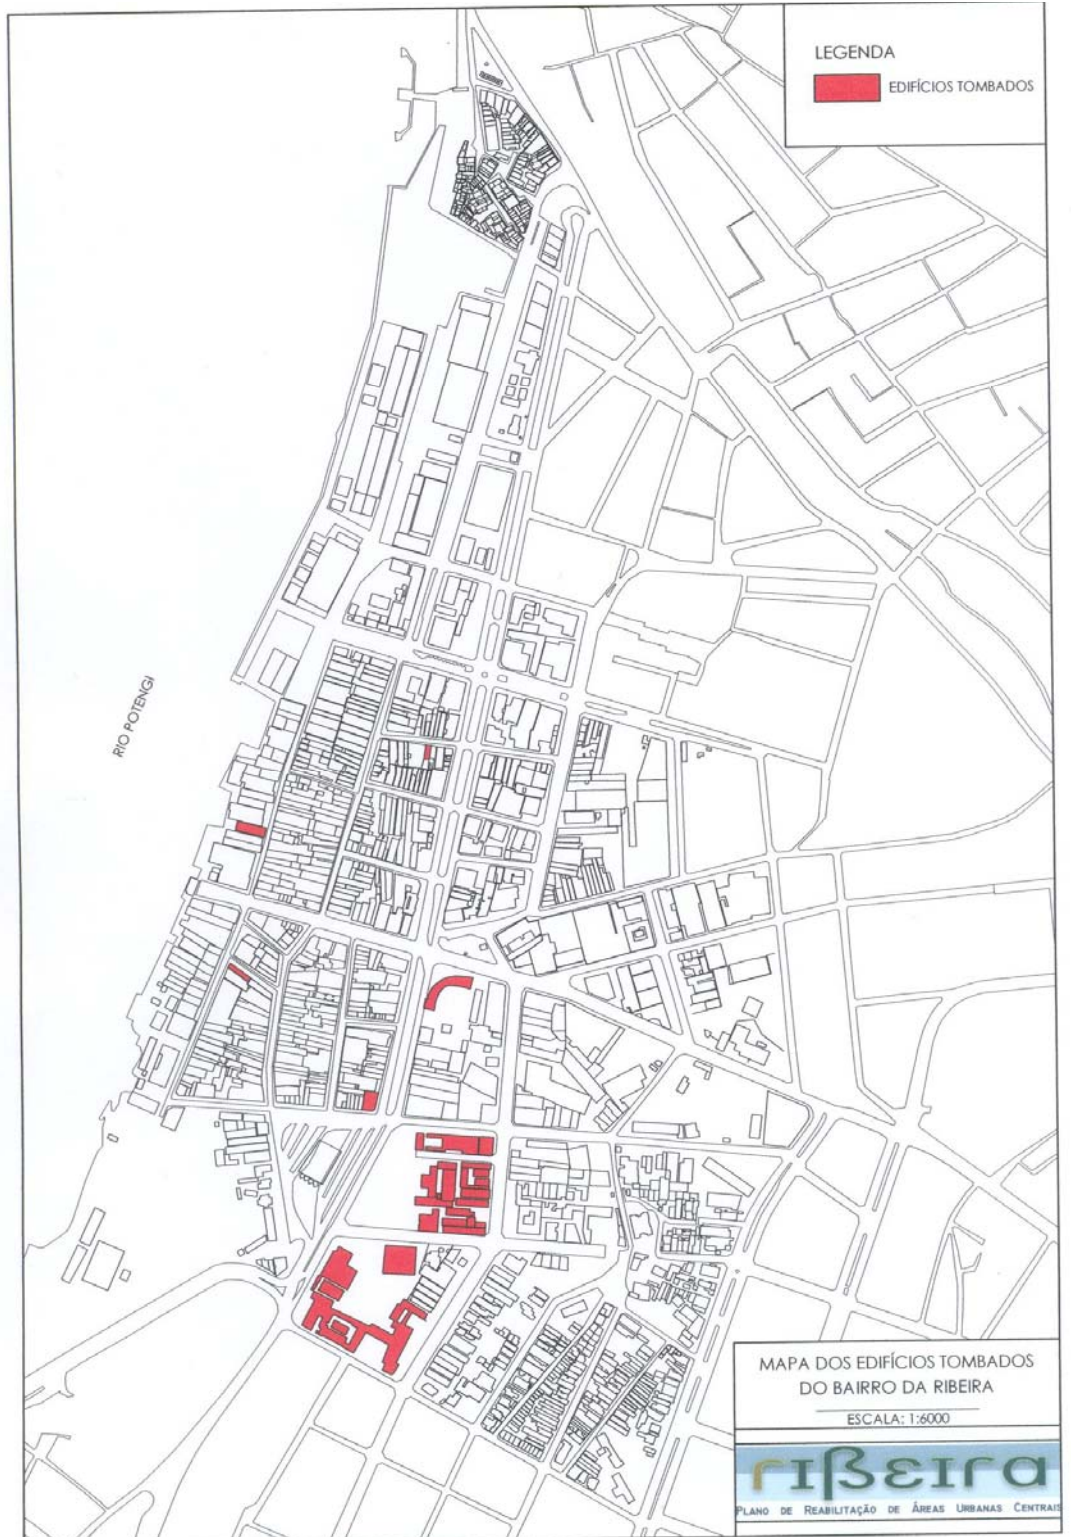 LEGENDA
EDIFÍCIOS TOMBADOS
RIO POTENGI
MAPA DOS EDIFÍCIOS TOMBADOS
DO BAIRRO DA RIBEIRA
ESCALA: 1:6000
rIßεIra
PLANO DE REABILITAÇÃO DE ÁREAS URBANAS CENTRAIS